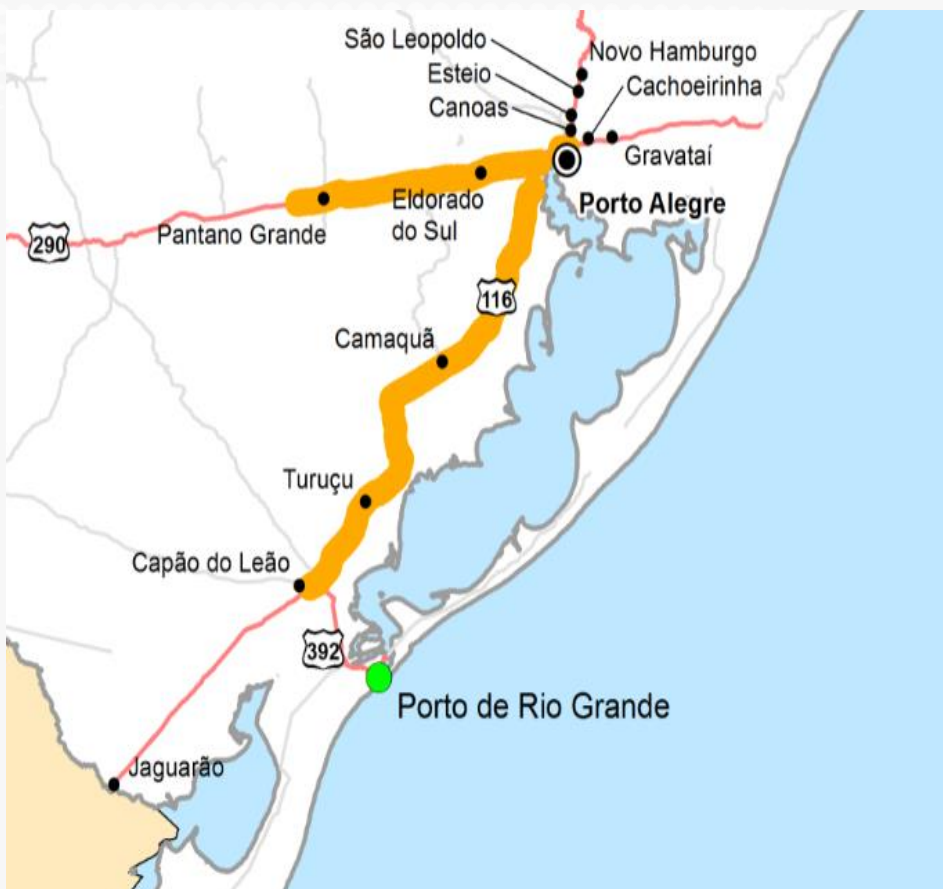 São Leopoldo
Novo Hamburgo
Esteio
Cachoeirinha
Canoas
Gravataí
Eldorado
do Sul
Porto Alegre
Pantano Grande
290
116
Camaquã
Turuçu
Capão do Leão
392
Porto de Rio Grande
Jaguarão